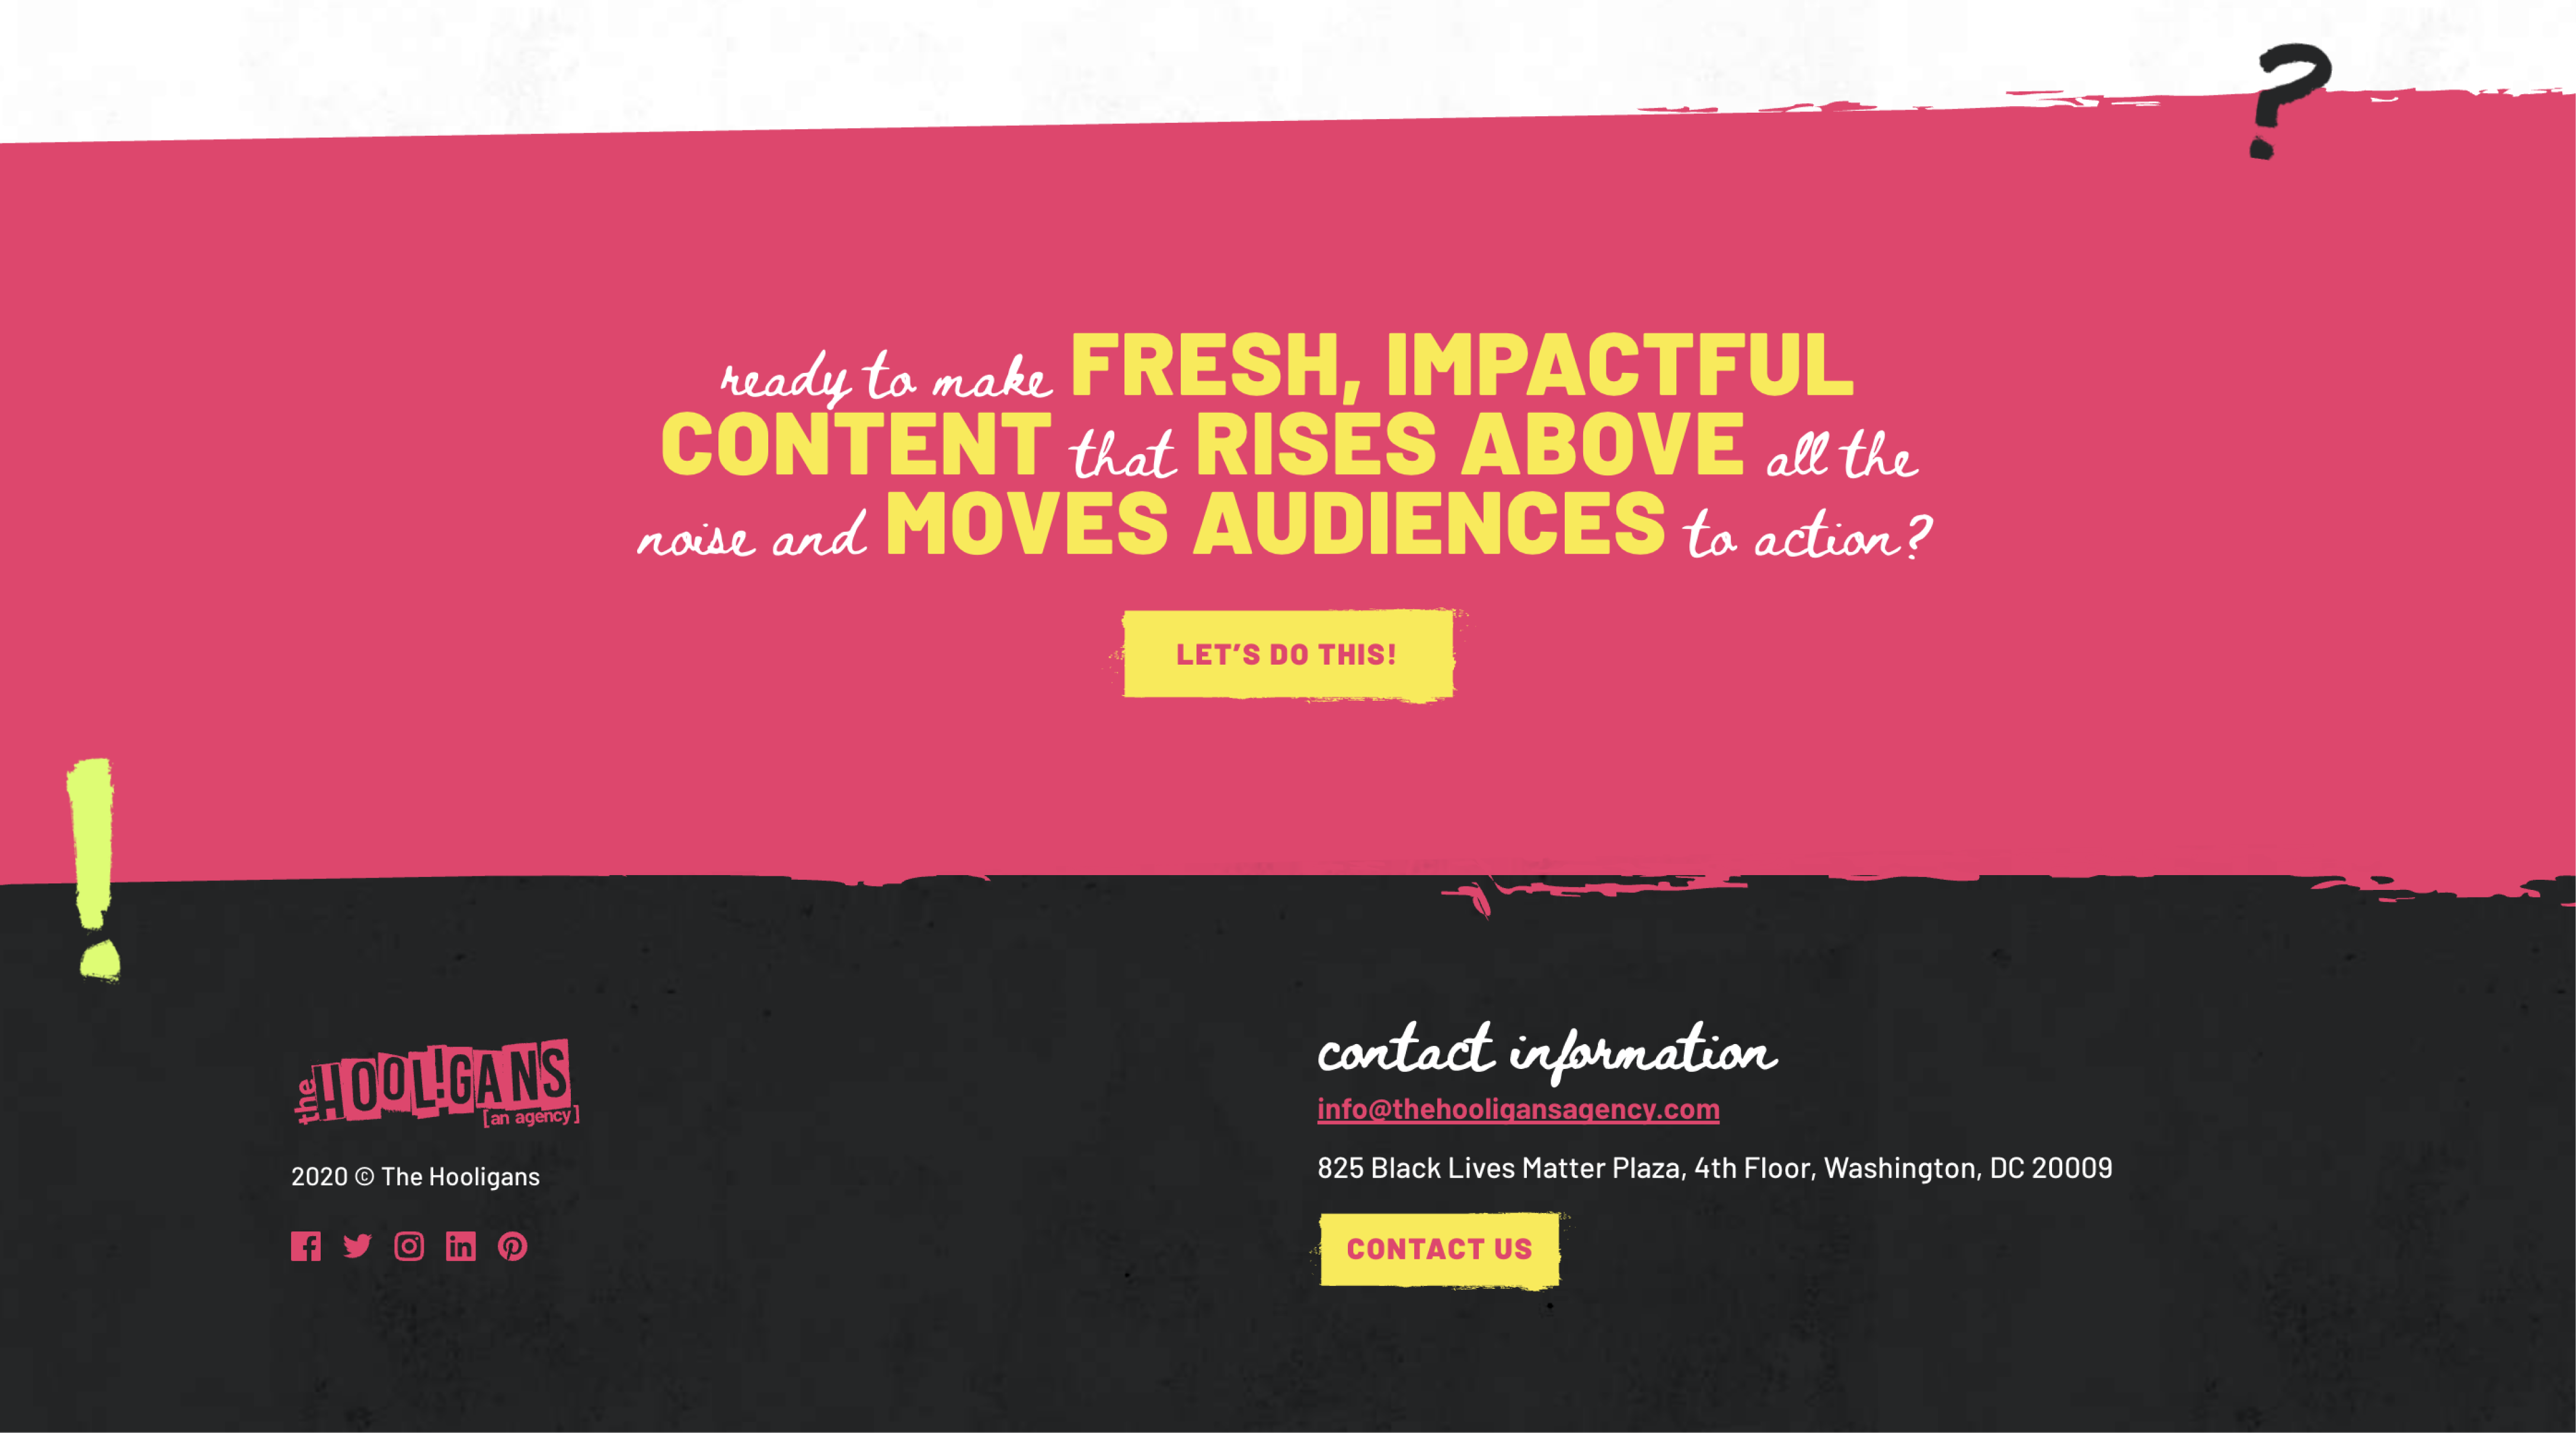 ?
ready to make FRESH, IMPACTFUL
CONTENT that RISES ABOVE all the
noise and MOVES AUDIENCES to action?
LET’S DO THIS!
!
the HOOL!GANS
[an agency]
2020 © The Hooligans
contact information
info@thehooligansagency.com
825 Black Lives Matter Plaza, 4th Floor, Washington, DC 20009
CONTACT US